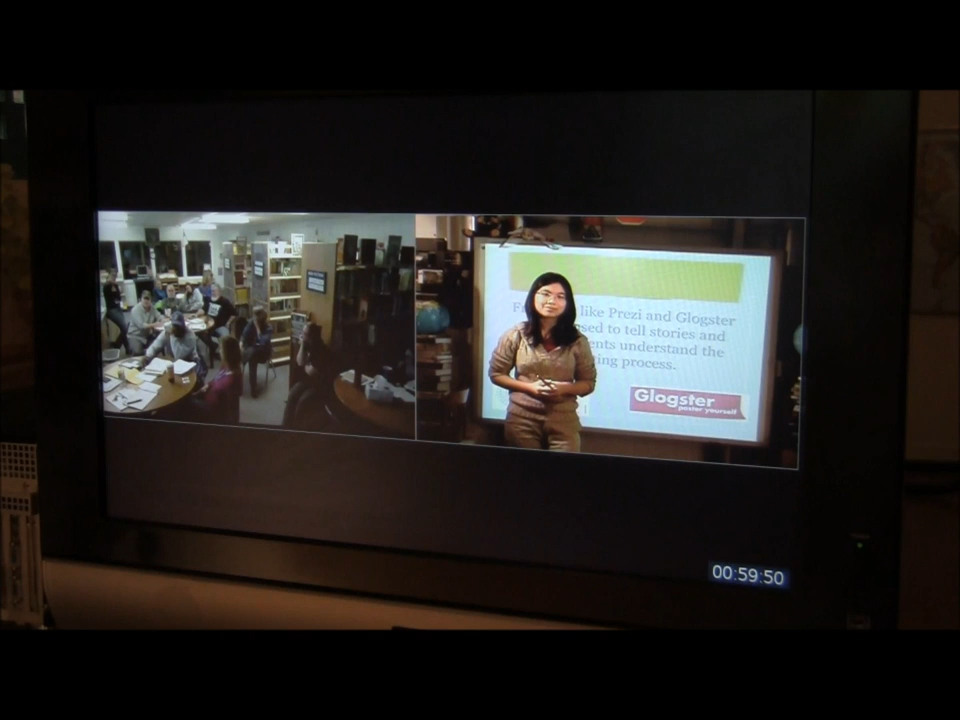 like Prezi and Glogster
sed to tell stories and
ents understand the
ing process.
Glogster
poster yourself
00:59:50